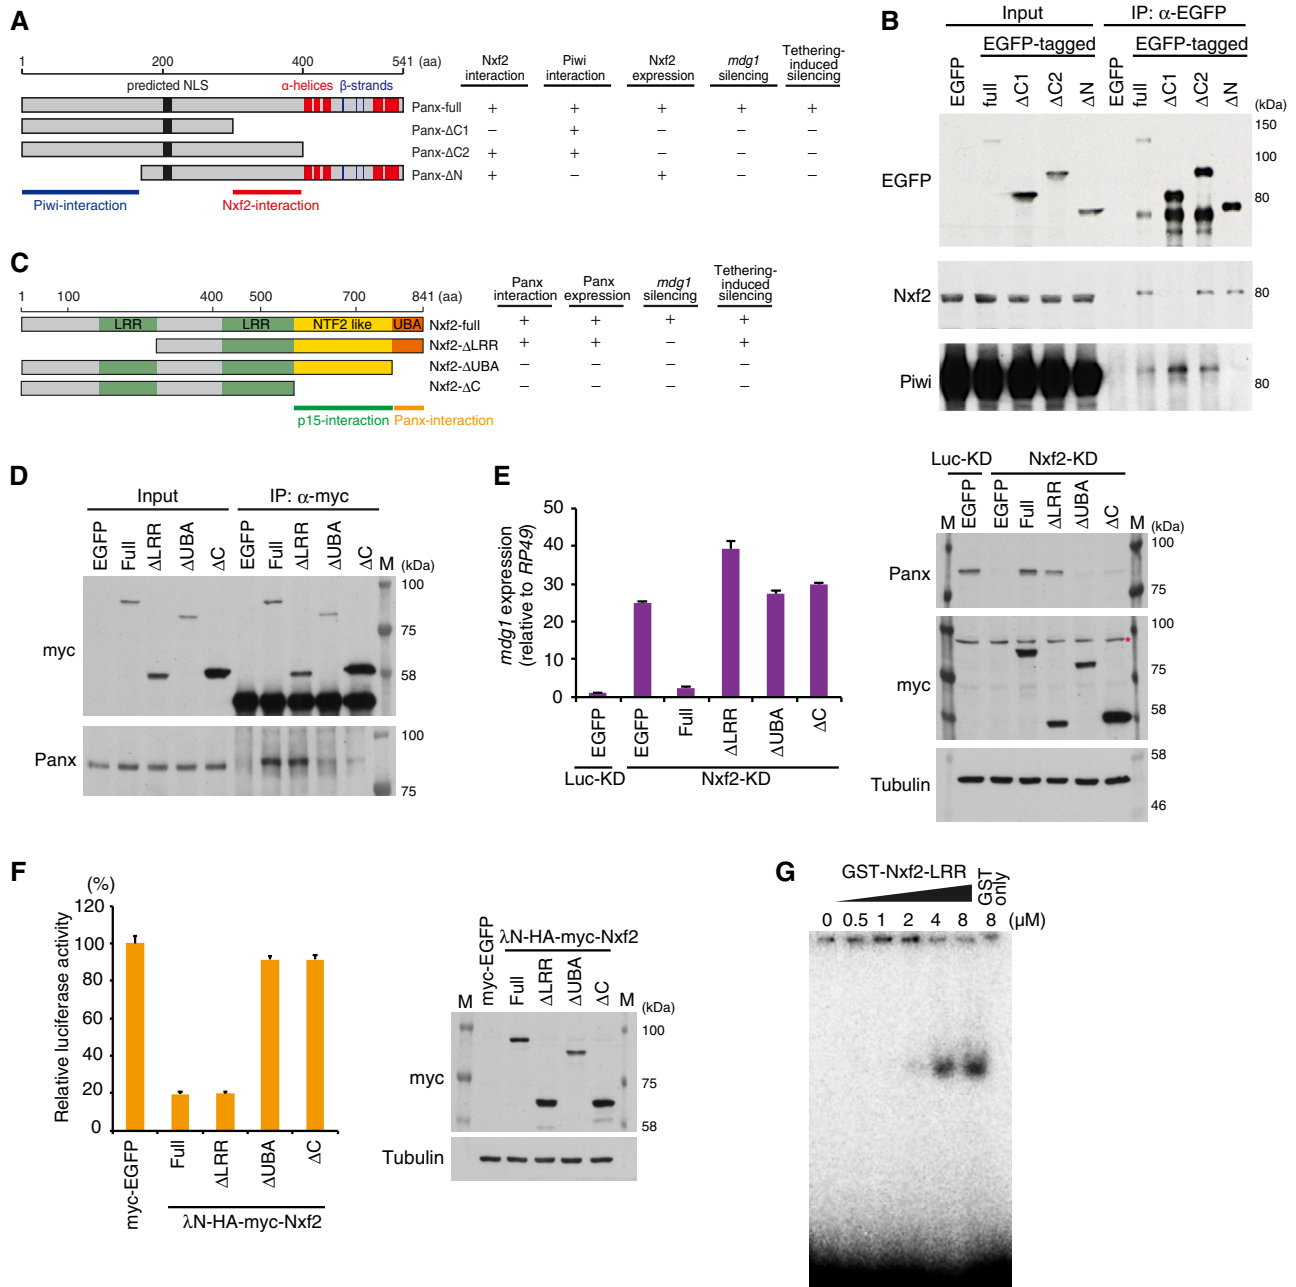 A
1 200 400 541 (aa)
predicted NLS α-helices β-strands
Nxf2 interaction Piwi interaction Nxf2 expression mdg1 silencing Tethering-induced silencing
Panx-full + + + + +
Panx-ΔC1 − + − − −
Panx-ΔC2 + + − − −
Panx-ΔN + − + − −
Piwi-interaction Nxf2-interaction
B
Input IP: α-EGFP
EGFP-tagged EGFP-tagged
EGFP full ΔC1 ΔC2 ΔN EGFP full ΔC1 ΔC2 ΔN (kDa)
150
100
EGFP
80
Nxf2 80
Piwi 80
C
1 100 400 500 700 841 (aa)
Panx interaction Panx expression mdg1 silencing Tethering-induced silencing
LRR LRR NTF2 like UBA Nxf2-full + + + +
Nxf2-ΔLRR + + − +
Nxf2-ΔUBA − − − −
Nxf2-ΔC − − − −
p15-interaction Panx-interaction
D
Input IP: α-myc
EGFP Full ΔLRR ΔUBA ΔC EGFP Full ΔLRR ΔUBA ΔC M (kDa)
100
75
myc
58
100
Panx
75
E
mdg1 expression (relative to RP49)
50
40
30
20
10
0
EGFP EGFP Full ΔLRR ΔUBA ΔC
Luc-KD Nxf2-KD
Luc-KD Nxf2-KD
M EGFP EGFP Full ΔLRR ΔUBA ΔC M (kDa)
100
Panx
75
100
*
75
myc
58
58
Tubulin
46
F
(%)
Relative luciferase activity
120
100
80
60
40
20
0
myc-EGFP Full ΔLRR ΔUBA ΔC
λN-HA-myc-Nxf2
λN-HA-myc-Nxf2
M myc-EGFP Full ΔLRR ΔUBA ΔC M (kDa)
100
myc
75
58
Tubulin
G
GST-Nxf2-LRR GST only
0 0.5 1 2 4 8 8 (μM)